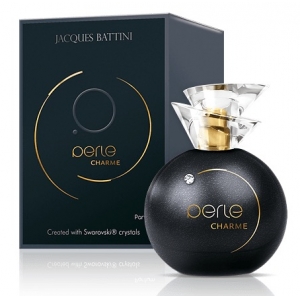 JACQUES BATTINI
perle
CHARME
Par
Created with Swarovski® crystals
perle
CHARME